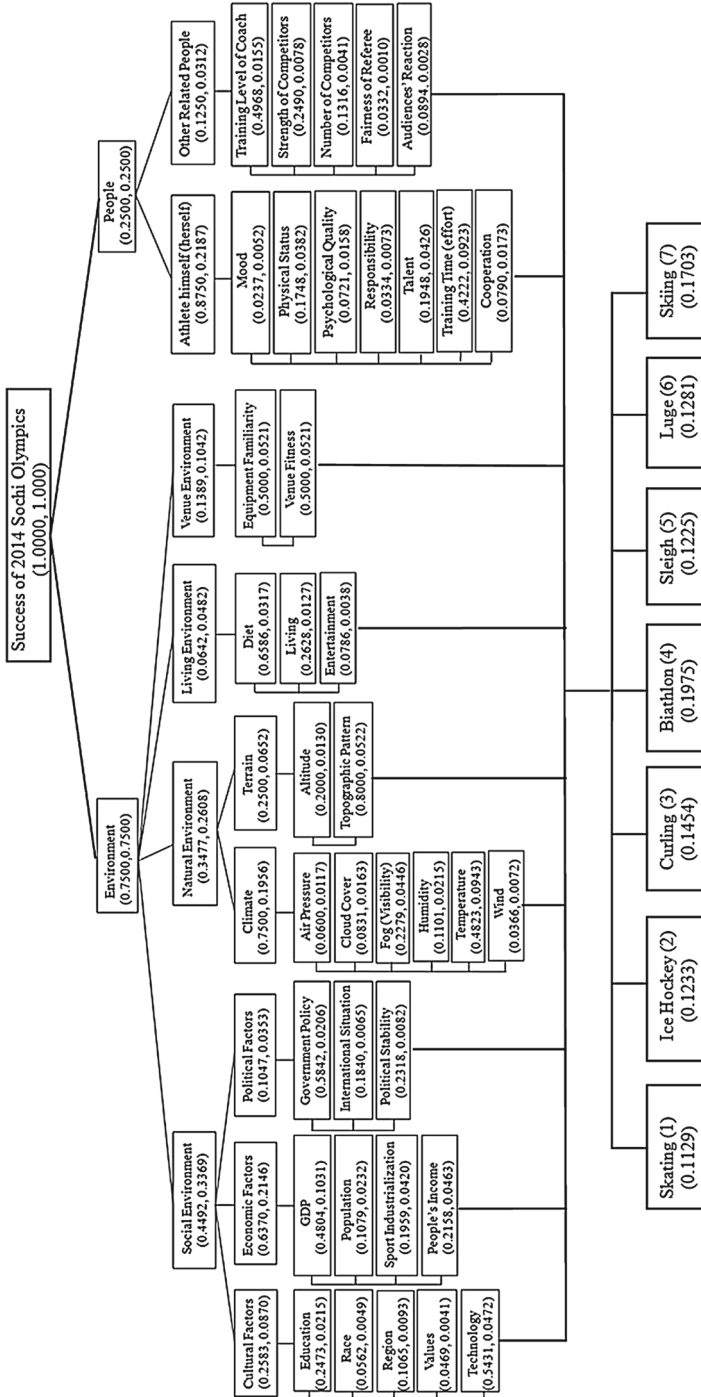 Success of 2014 Sochi Olympics
(1.0000, 1.000)
Environment
(0.7500,0.7500)
People
(0.2500, 0.2500)
Social Environment
(0.4492, 0.3369)
Natural Environment
(0.3477, 0.2608)
Living Environment
(0.0642, 0.0482)
Venue Environment
(0.1389, 0.1042)
Athlete himself (herself)
(0.8750, 0.2187)
Other Related People
(0.1250, 0.0312)
Cultural Factors
(0.2583, 0.0870)
Economic Factors
(0.6370, 0.2146)
Political Factors
(0.1047, 0.0353)
Climate
(0.7500, 0.1956)
Terrain
(0.2500, 0.0652)
Education
(0.2473, 0.0215)
Race
(0.0562, 0.0049)
Region
(0.1065, 0.0093)
Values
(0.0469, 0.0041)
Technology
(0.5431, 0.0472)
GDP
(0.4804, 0.1031)
Population
(0.1079, 0.0232)
Sport Industrialization
(0.1959, 0.0420)
People's Income
(0.2158, 0.0463)
Government Policy
(0.5842, 0.0206)
International Situation
(0.1840, 0.0065)
Political Stability
(0.2318, 0.0082)
Air Pressure
(0.0600, 0.0117)
Cloud Cover
(0.0831, 0.0163)
Fog (Visibility)
(0.2279, 0.0446)
Humidity
(0.1101, 0.0215)
Temperature
(0.4823, 0.0943)
Wind
(0.0366, 0.0072)
Altitude
(0.2000, 0.0130)
Topographic Pattern
(0.8000, 0.0522)
Diet
(0.6586, 0.0317)
Living
(0.2628, 0.0127)
Entertainment
(0.0786, 0.0038)
Equipment Familiarity
(0.5000, 0.0521)
Venue Fitness
(0.5000, 0.0521)
Mood
(0.0237, 0.0052)
Physical Status
(0.1748, 0.0382)
Psychological Quality
(0.0721, 0.0158)
Responsibility
(0.0334, 0.0073)
Talent
(0.1948, 0.0426)
Training Time (effort)
(0.4222, 0.0923)
Cooperation
(0.0790, 0.0173)
Training Level of Coach
(0.4968, 0.0155)
Strength of Competitors
(0.2490, 0.0078)
Number of Competitors
(0.1316, 0.0041)
Fairness of Referee
(0.0332, 0.0010)
Audiences' Reaction
(0.0894, 0.0028)
Skating (1)
(0.1129)
Ice Hockey (2)
(0.1233)
Curling (3)
(0.1454)
Biathlon (4)
(0.1975)
Sleigh (5)
(0.1225)
Luge (6)
(0.1281)
Skiing (7)
(0.1703)